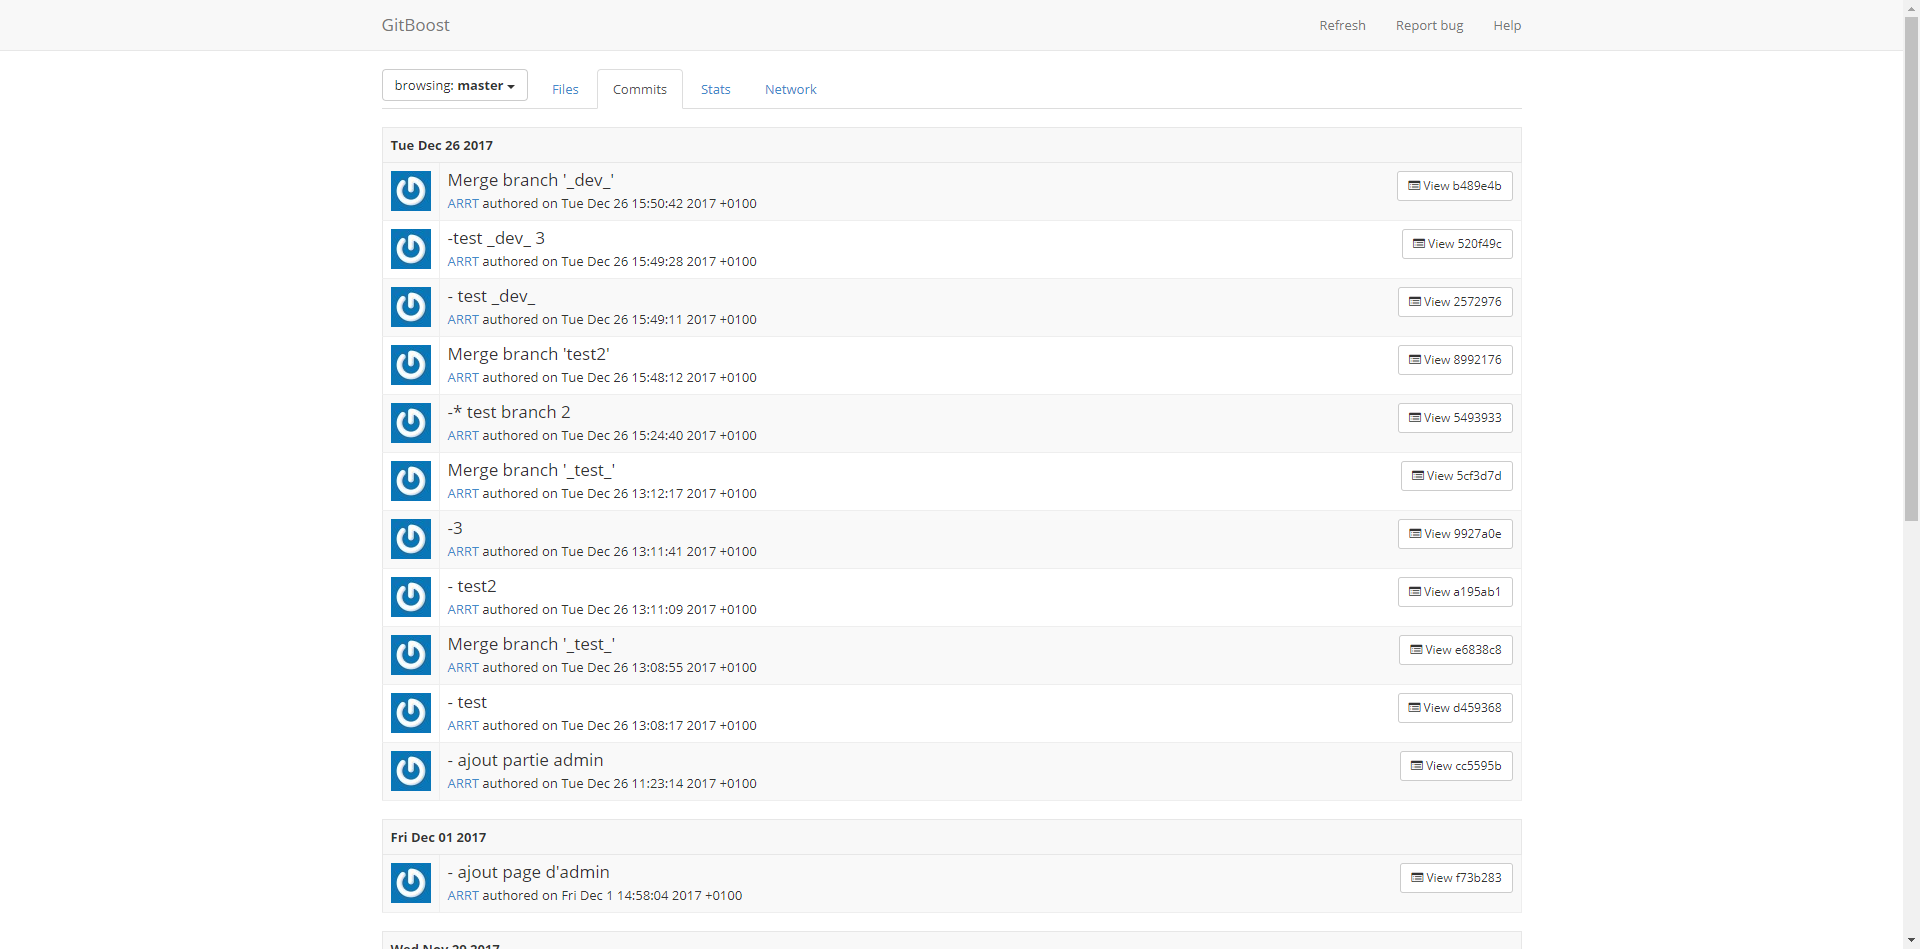 GitBoost Refresh Report bug Help
browsing: master Files Commits Stats Network
Tue Dec 26 2017
Merge branch '_dev_'
ARRT authored on Tue Dec 26 15:50:42 2017 +0100
View b489e4b
-test _dev_ 3
ARRT authored on Tue Dec 26 15:49:28 2017 +0100
View 520f49c
- test _dev_
ARRT authored on Tue Dec 26 15:49:11 2017 +0100
View 2572976
Merge branch 'test2'
ARRT authored on Tue Dec 26 15:48:12 2017 +0100
View 8992176
-* test branch 2
ARRT authored on Tue Dec 26 15:24:40 2017 +0100
View 5493933
Merge branch '_test_'
ARRT authored on Tue Dec 26 13:12:17 2017 +0100
View 5cf3d7d
-3
ARRT authored on Tue Dec 26 13:11:41 2017 +0100
View 9927a0e
- test2
ARRT authored on Tue Dec 26 13:11:09 2017 +0100
View a195ab1
Merge branch '_test_'
ARRT authored on Tue Dec 26 13:08:55 2017 +0100
View e6838c8
- test
ARRT authored on Tue Dec 26 13:08:17 2017 +0100
View d459368
- ajout partie admin
ARRT authored on Tue Dec 26 11:23:14 2017 +0100
View cc5595b
Fri Dec 01 2017
- ajout page d'admin
ARRT authored on Fri Dec 1 14:58:04 2017 +0100
View f73b283
Wed Nov 29 2017